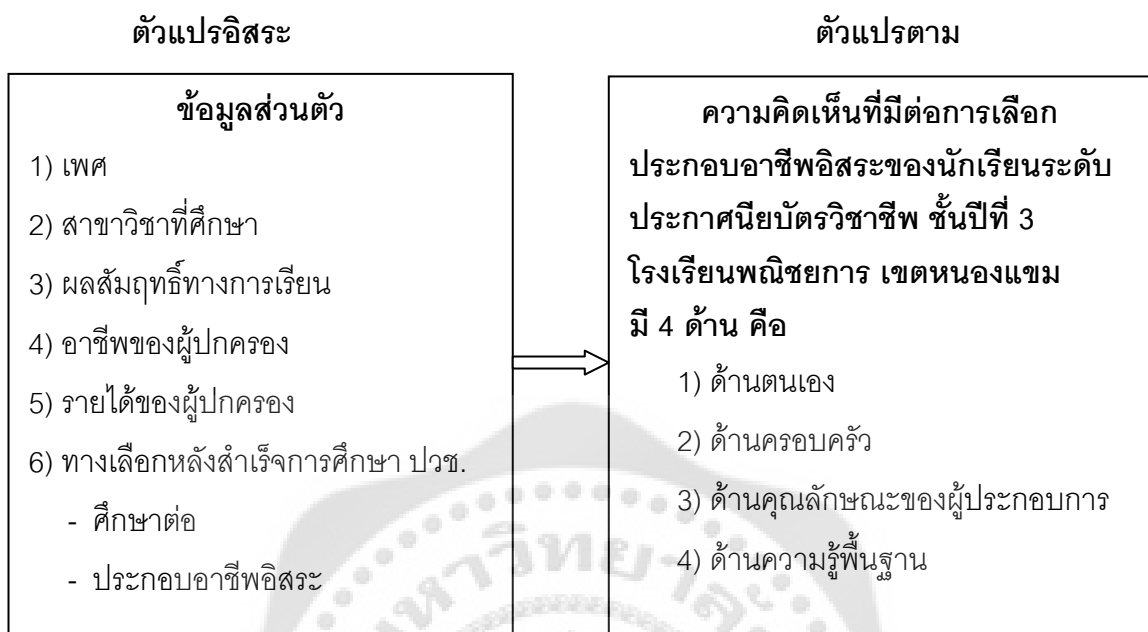 ตัวแปรอิสระ
ตัวแปรตาม
ข้อมูลส่วนตัว
1) เพศ
2) สาขาวิชาที่ศึกษา
3) ผลสัมฤทธิ์ทางการเรียน
4) อาชีพของผู้ปกครอง
5) รายได้ของผู้ปกครอง
6) ทางเลือกหลังสำเร็จการศึกษา ปวช.
- ศึกษาต่อ
- ประกอบอาชีพอิสระ
ความคิดเห็นที่มีต่อการเลือก
ประกอบอาชีพอิสระของนักเรียนระดับ
ประกาศนียบัตรวิชาชีพ ชั้นปีที่ 3
โรงเรียนพณิชยการ เขตหนองแขม
มี 4 ด้าน คือ
1) ด้านตนเอง
2) ด้านครอบครัว
3) ด้านคุณลักษณะของผู้ประกอบการ
4) ด้านความรู้พื้นฐาน